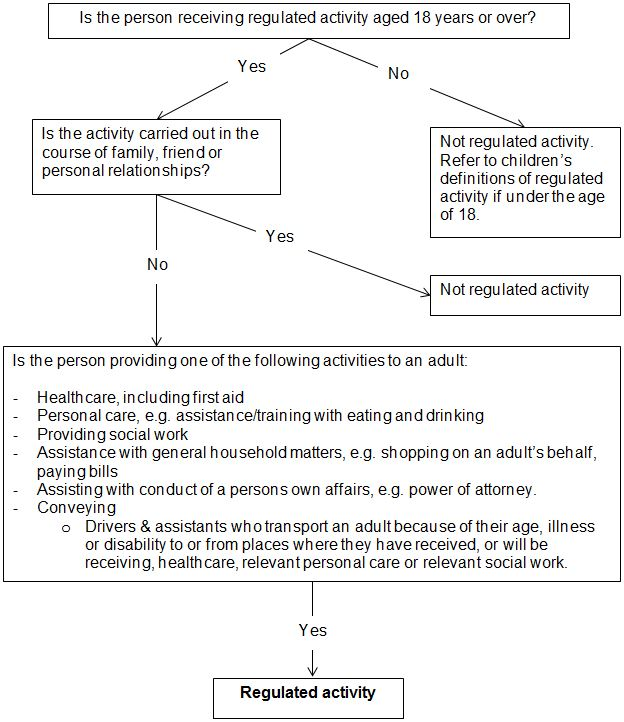 Is the person receiving regulated activity aged 18 years or over?
Yes
No
Is the activity carried out in the
course of family, friend or
personal relationships?
Not regulated activity.
Refer to children's
definitions of regulated
activity if under the age
of 18.
Yes
No
Not regulated activity
Is the person providing one of the following activities to an adult:
- Healthcare, including first aid
- Personal care, e.g. assistance/training with eating and drinking
- Providing social work
- Assistance with general household matters, e.g. shopping on an adult's behalf,
paying bills
- Assisting with conduct of a persons own affairs, e.g. power of attorney.
- Conveying
o Drivers & assistants who transport an adult because of their age, illness
or disability to or from places where they have received, or will be
receiving, healthcare, relevant personal care or relevant social work.
Yes
Regulated activity